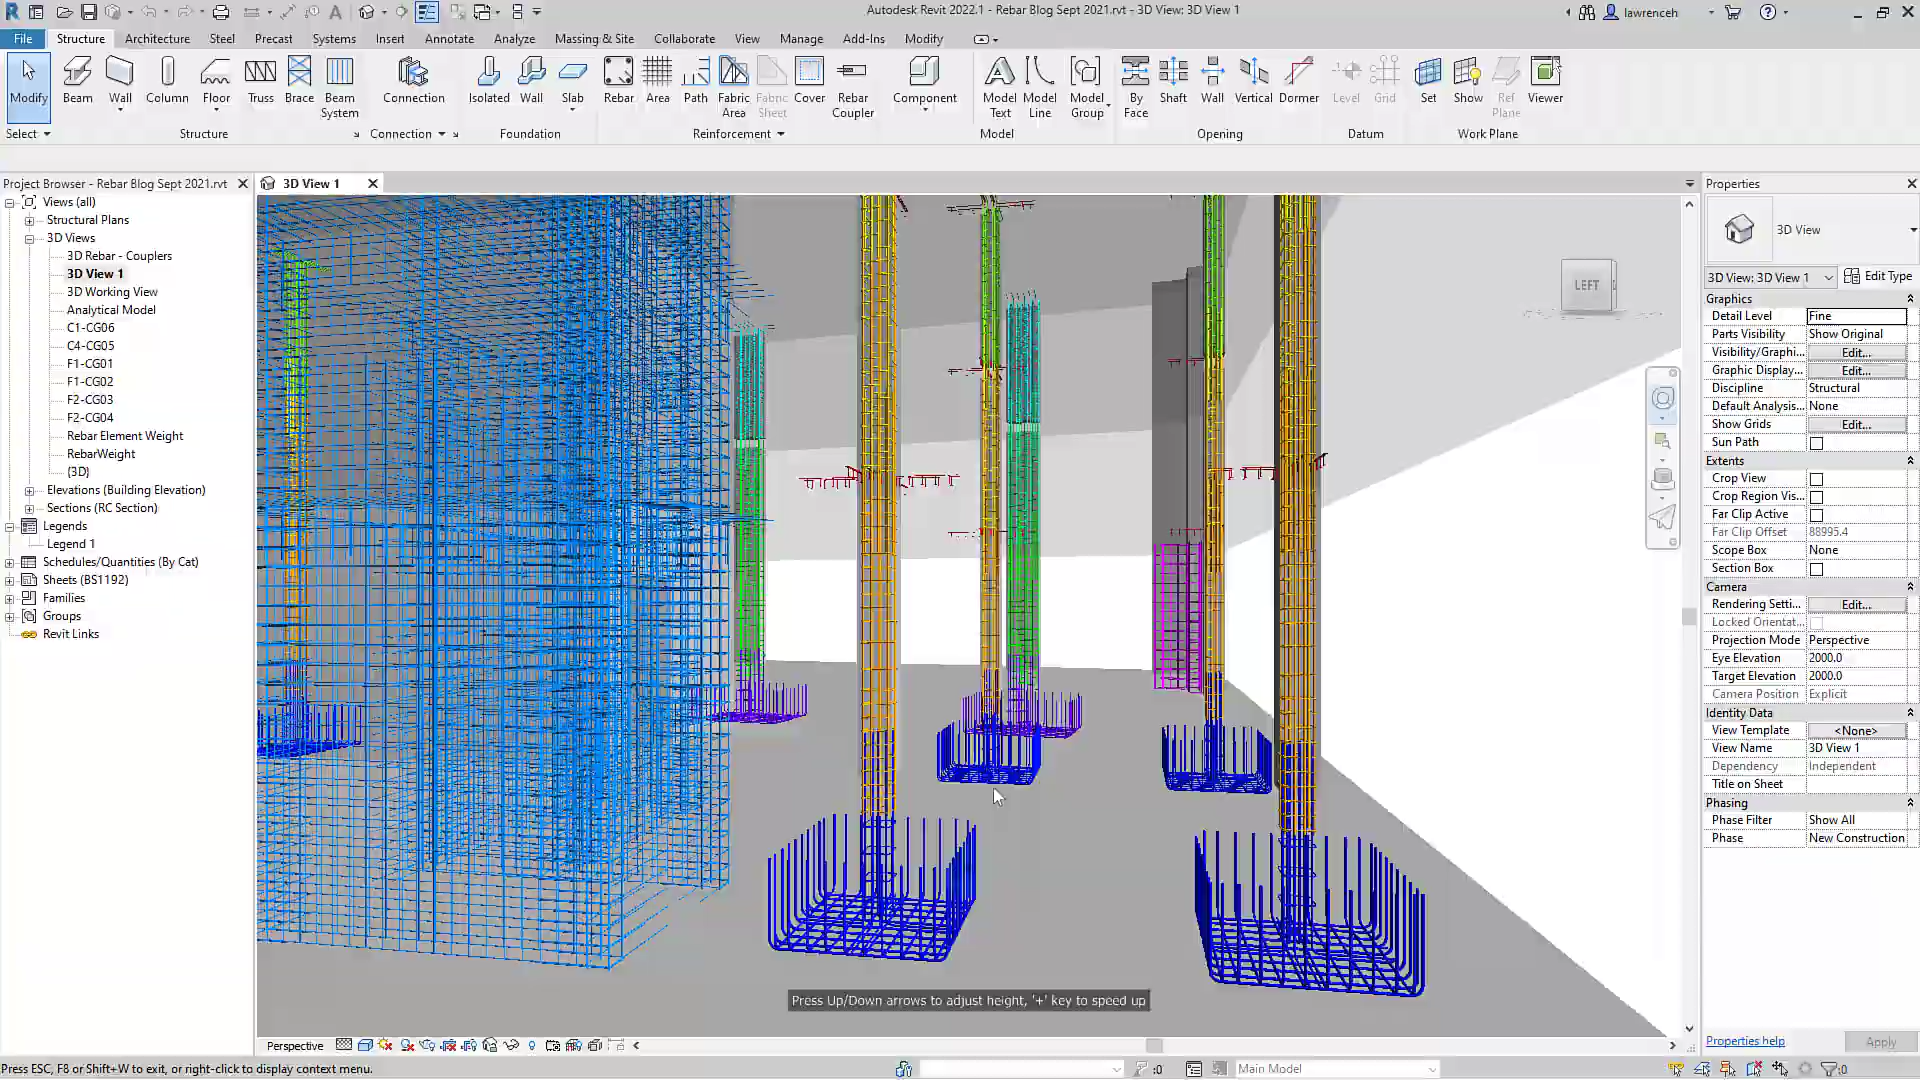 Autodesk Revit 2022.1 - Rebar Blog Sept 2021.rvt - 3D View: 3D View 1
lawrenceh
File Structure Architecture Steel Precast Systems Insert Annotate Analyze Massing & Site Collaborate View Manage Add-Ins Modify
Modify Beam Wall Column Floor Truss Brace Beam System Connection Isolated Wall Slab Rebar Area Path Fabric Area Fabric Sheet Cover Rebar Coupler Component Model Text Model Line Model Group By Face Shaft Wall Vertical Dormer Level Grid Set Show Ref Plane Viewer
Select Structure Connection Foundation Reinforcement Model Opening Datum Work Plane
Project Browser - Rebar Blog Sept 2021.rvt
Views (all)
Structural Plans
3D Views
3D Rebar - Couplers
3D View 1
3D Working View
Analytical Model
C1-CG06
C4-CG05
F1-CG01
F1-CG02
F2-CG03
F2-CG04
Rebar Element Weight
RebarWeight
{3D}
Elevations (Building Elevation)
Sections (RC Section)
Legends
Legend 1
Schedules/Quantities (By Cat)
Sheets (BS1192)
Families
Groups
Revit Links
3D View 1
LEFT
Press Up/Down arrows to adjust height, '+' key to speed up
Perspective
Properties
3D View
3D View: 3D View 1 Edit Type
Graphics
Detail Level Fine
Parts Visibility Show Original
Visibility/Graphi... Edit...
Graphic Display... Edit...
Discipline Structural
Default Analysis... None
Show Grids Edit...
Sun Path
Extents
Crop View
Crop Region Vis...
Far Clip Active
Far Clip Offset 88995.4
Scope Box None
Section Box
Camera
Rendering Setti... Edit...
Locked Orientat...
Projection Mode Perspective
Eye Elevation 2000.0
Target Elevation 2000.0
Camera Position Explicit
Identity Data
View Template <None>
View Name 3D View 1
Dependency Independent
Title on Sheet
Phasing
Phase Filter Show All
Phase New Construction
Properties help Apply
Press ESC, F8 or Shift+W to exit, or right-click to display context menu.
:0 Main Model :0